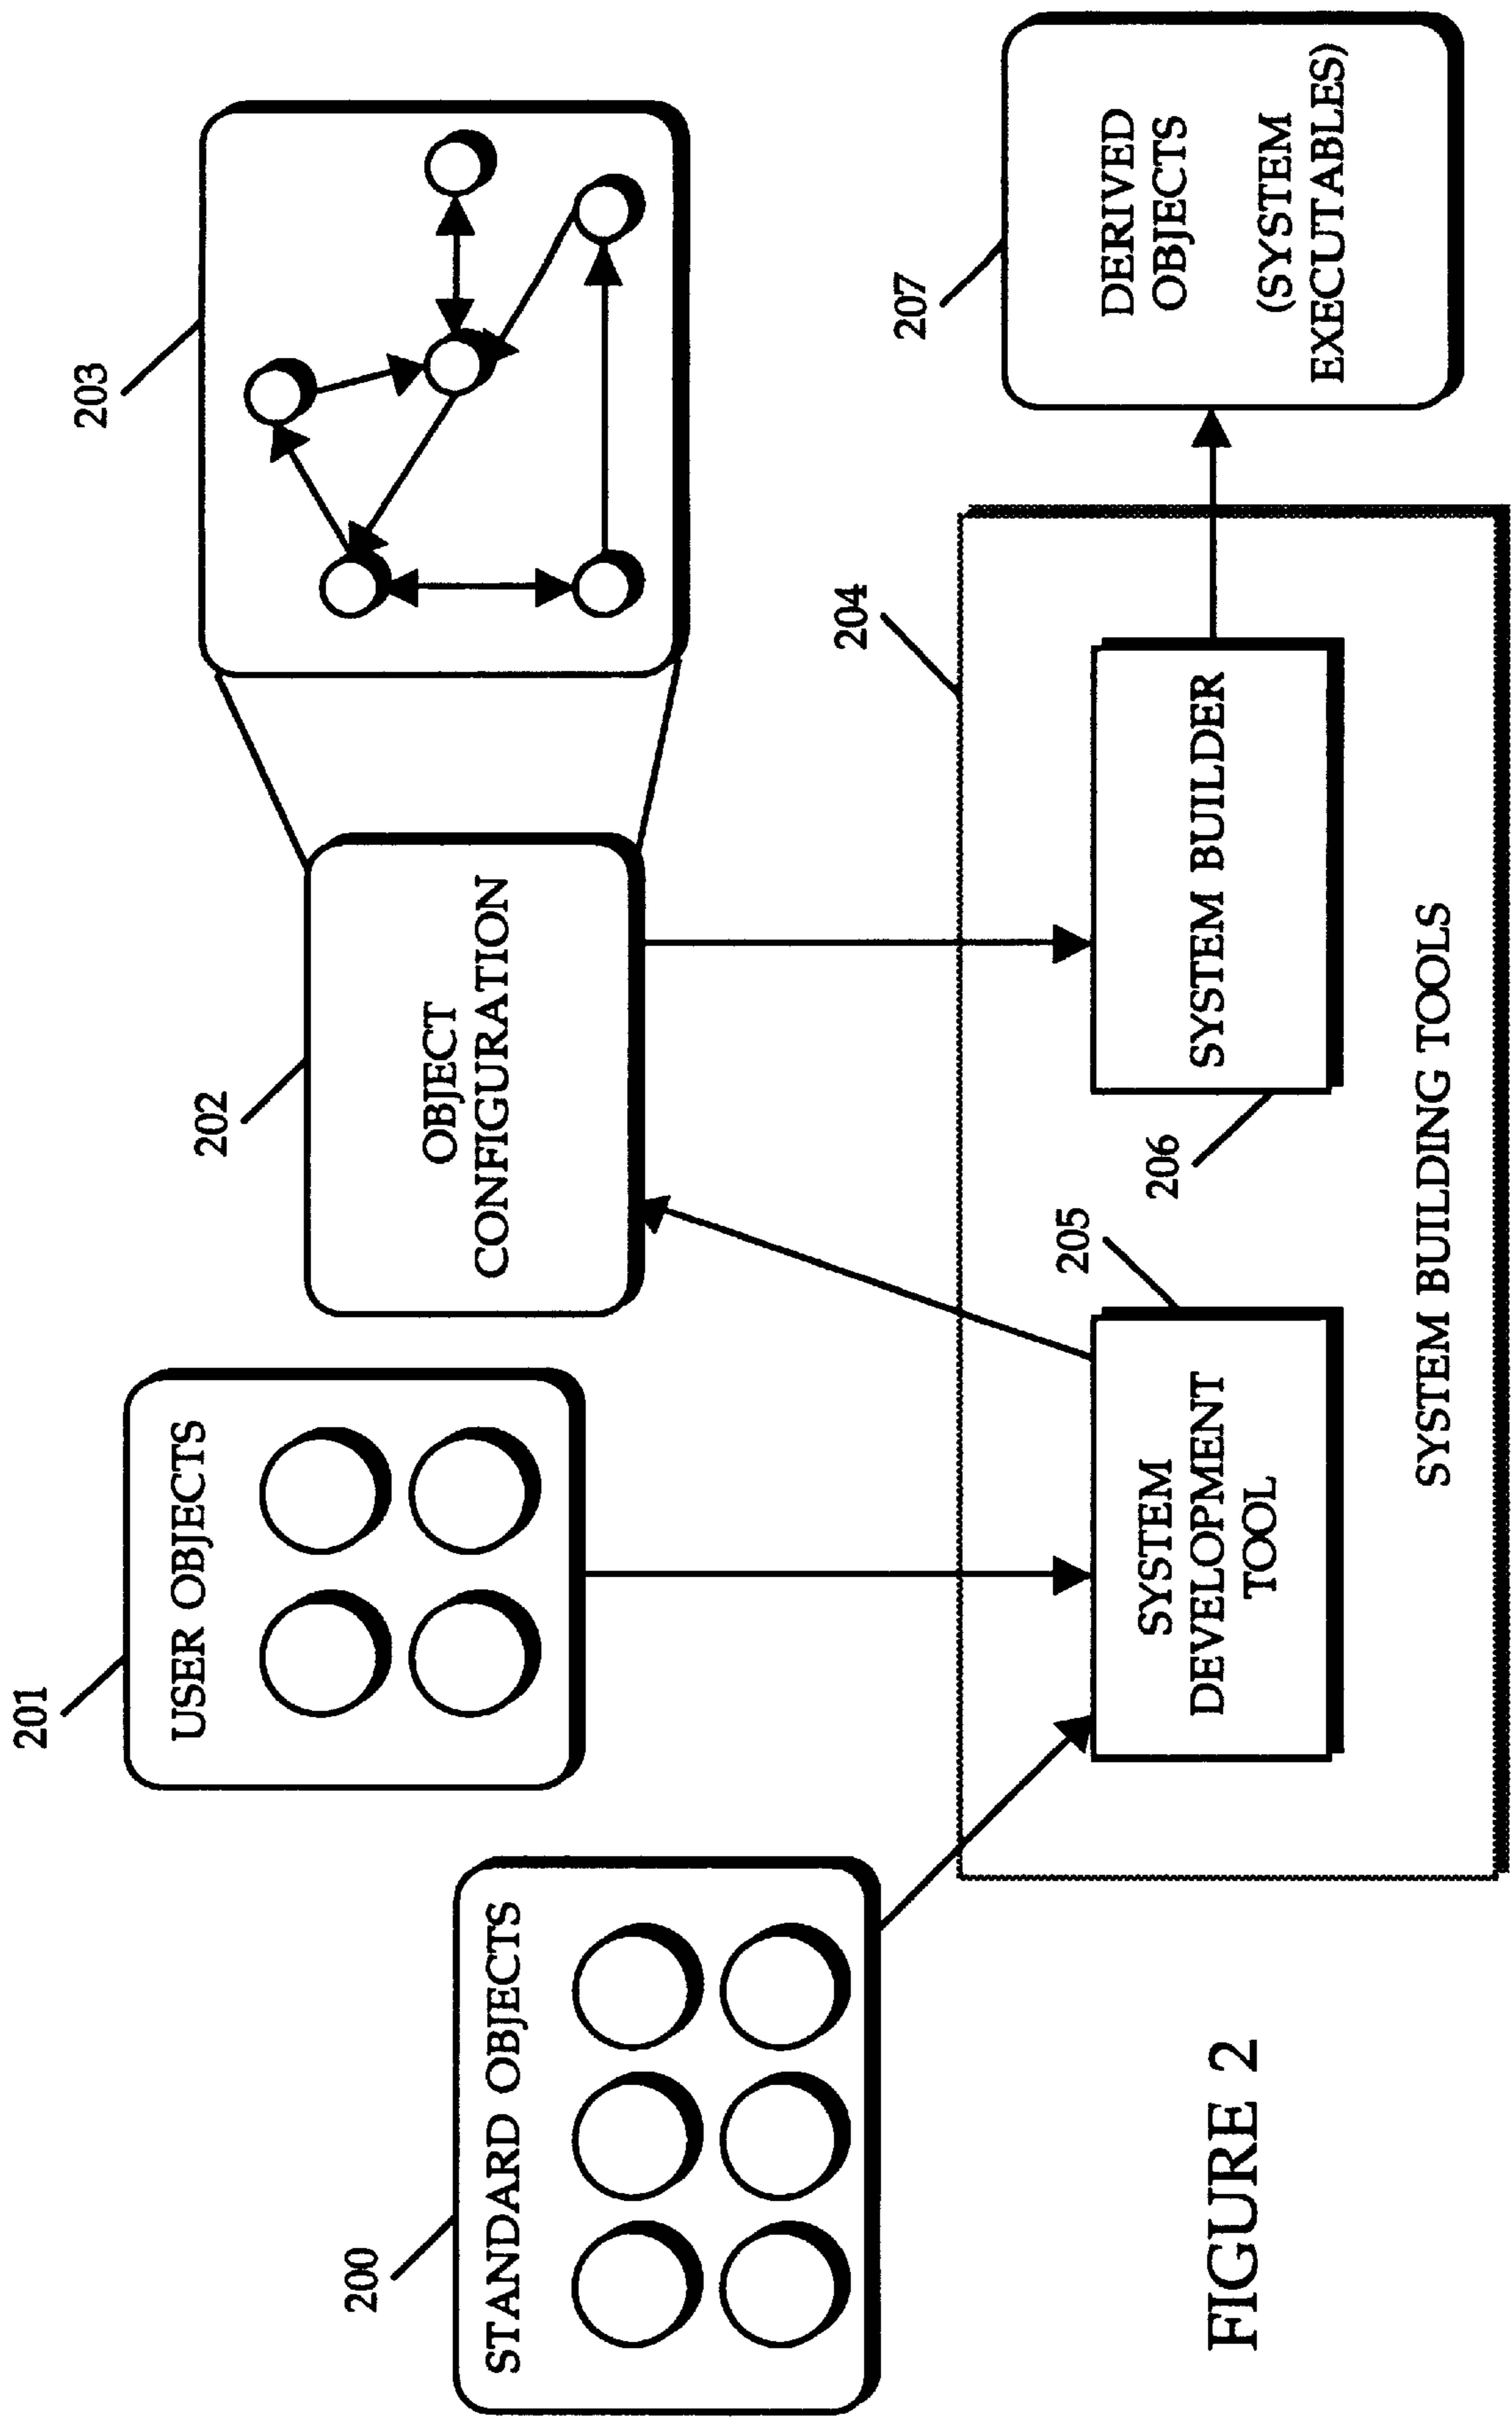 203
201
202
USER OBJECTS
OBJECT
CONFIGURATION
200
STANDARD OBJECTS
204
207
DERIVED
OBJECTS
(SYSTEM
EXECUTABLES)
205
206
SYSTEM
DEVELOPMENT
TOOL
SYSTEM BUILDER
SYSTEM BUILDING TOOLS
FIGURE 2